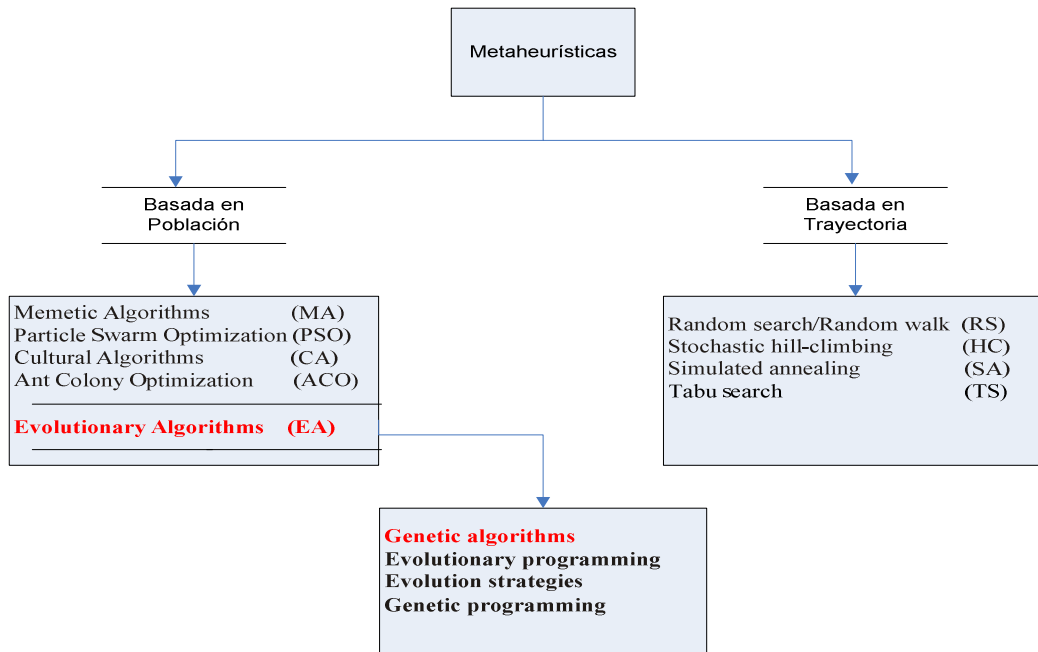 Metaheurísticas
Basada en
Población
Basada en
Trayectoria
Memetic Algorithms (MA)
Particle Swarm Optimization (PSO)
Cultural Algorithms (CA)
Ant Colony Optimization (ACO)
Evolutionary Algorithms (EA)
Random search/Random walk (RS)
Stochastic hill-climbing (HC)
Simulated annealing (SA)
Tabu search (TS)
Genetic algorithms
Evolutionary programming
Evolution strategies
Genetic programming